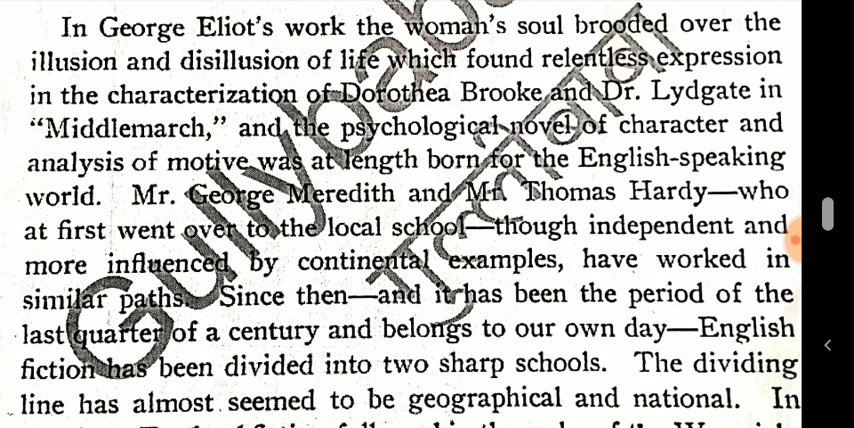 In George Eliot's work the woman's soul brooded over the
illusion and disillusion of life which found relentless expression
in the characterization of Dorothea Brooke and Dr. Lydgate in
“Middlemarch,” and the psychological novel of character and
analysis of motive was at length born for the English-speaking
world. Mr. George Meredith and Mr. Thomas Hardy—who
at first went over to the local school—though independent and
more influenced by continental examples, have worked in
similar paths. Since then—and it has been the period of the
last quarter of a century and belongs to our own day—English
fiction has been divided into two sharp schools. The dividing
line has almost seemed to be geographical and national. In